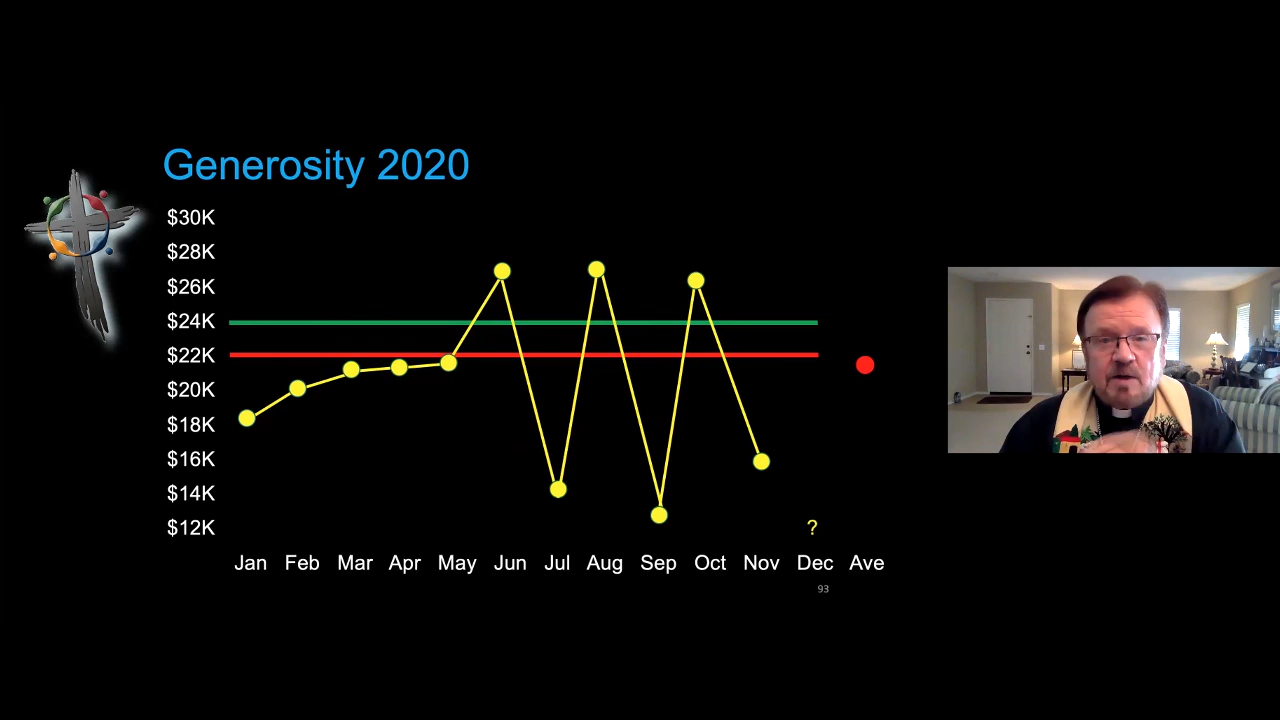 Generosity 2020
$30K
$28K
$26K
$24K
$22K
$20K
$18K
$16K
$14K
$12K
?
Jan Feb Mar Apr May Jun Jul Aug Sep Oct Nov Dec Ave
93